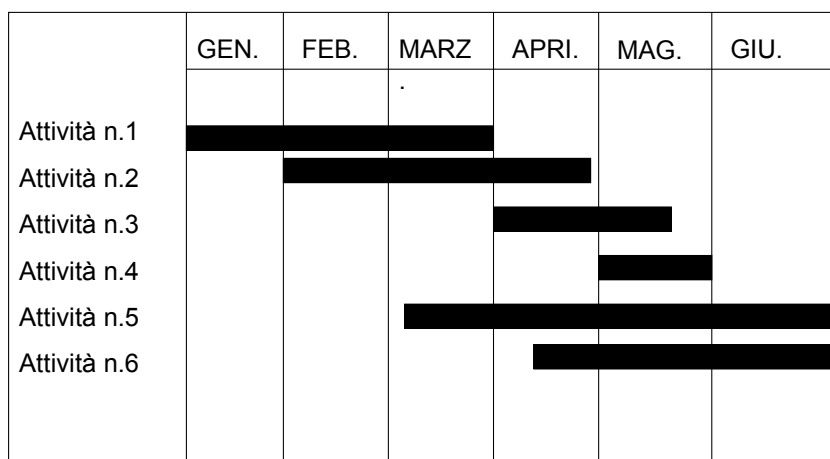 GEN. FEB. MARZ APRI. MAG. GIU.
.
Attività n.1
Attività n.2
Attività n.3
Attività n.4
Attività n.5
Attività n.6